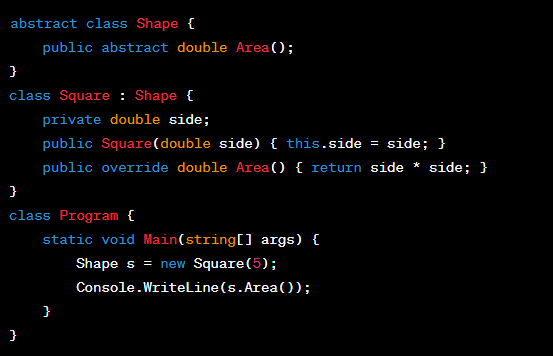 abstract class Shape {
    public abstract double Area();
}
class Square : Shape {
    private double side;
    public Square(double side) { this.side = side; }
    public override double Area() { return side * side; }
}
class Program {
    static void Main(string[] args) {
        Shape s = new Square(5);
        Console.WriteLine(s.Area());
    }
}